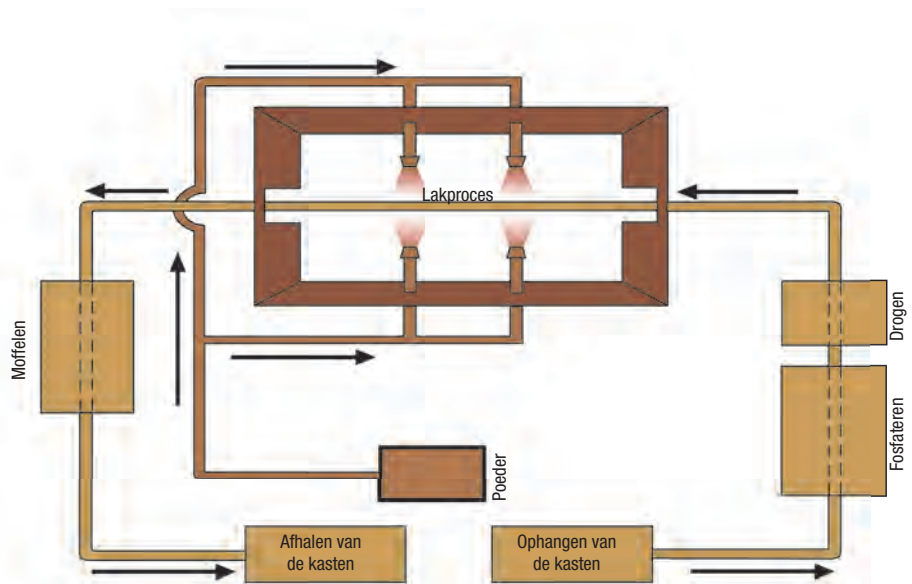 Lakproces
Moffelen
Drogen
Fosfateren
Poeder
Afhalen van
de kasten
Ophangen van
de kasten